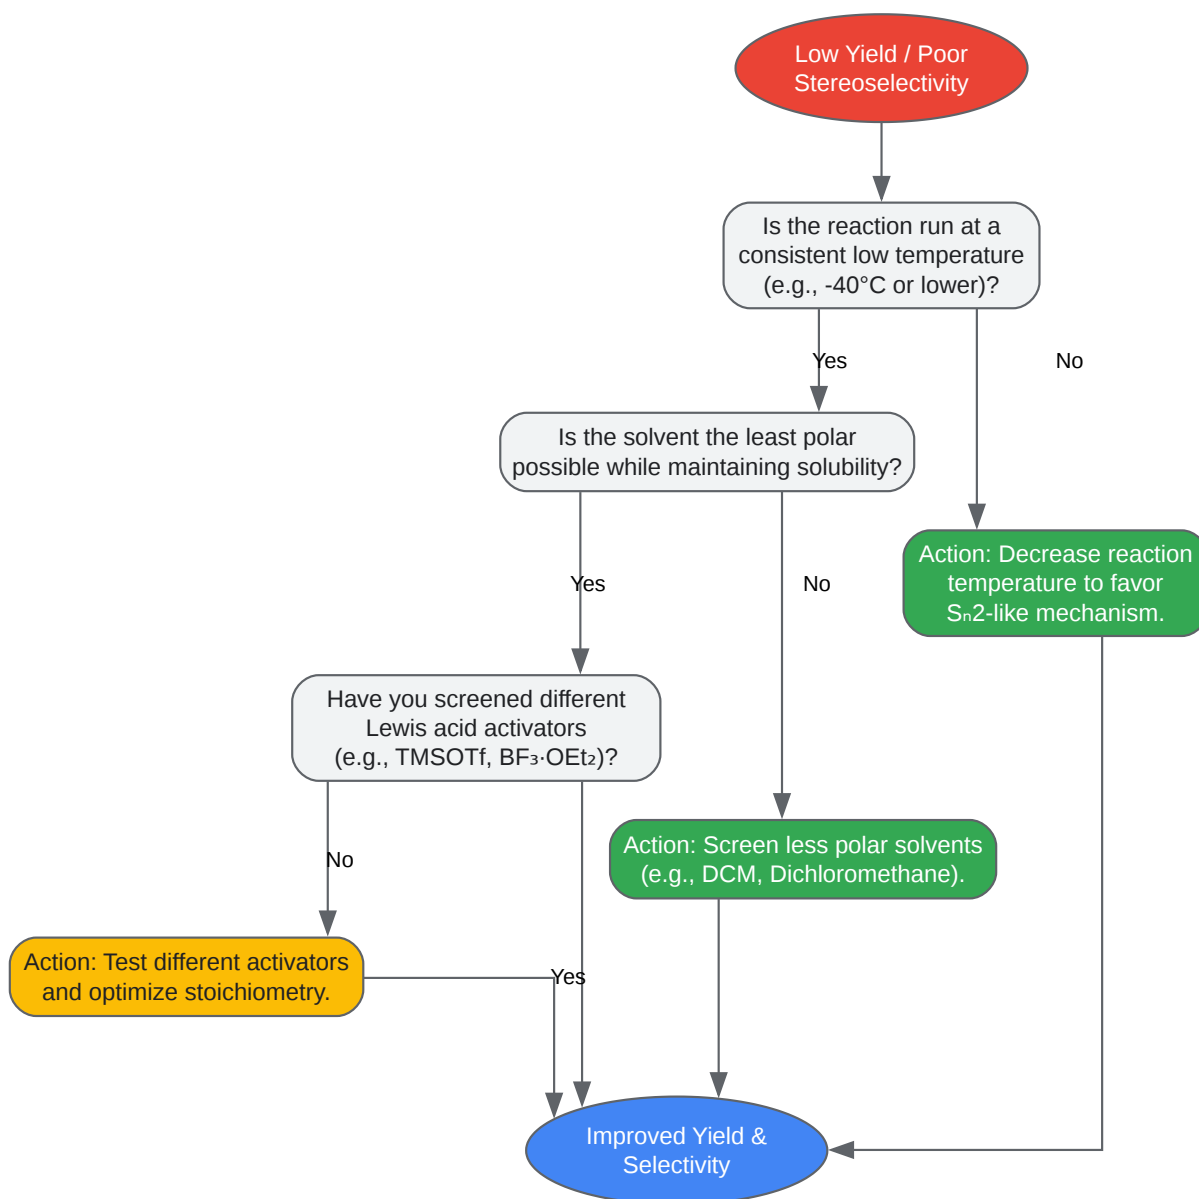 Low Yield / Poor
Stereoselectivity
Is the reaction run at a
consistent low temperature
(e.g., -40°C or lower)?
Yes
No
Is the solvent the least polar
possible while maintaining solubility?
Action: Decrease reaction
temperature to favor
Sₙ2-like mechanism.
Yes
No
Have you screened different
Lewis acid activators
(e.g., TMSOTf, BF₃·OEt₂)?
Action: Screen less polar solvents
(e.g., DCM, Dichloromethane).
No
Action: Test different activators
and optimize stoichiometry.
Yes
Improved Yield &
Selectivity